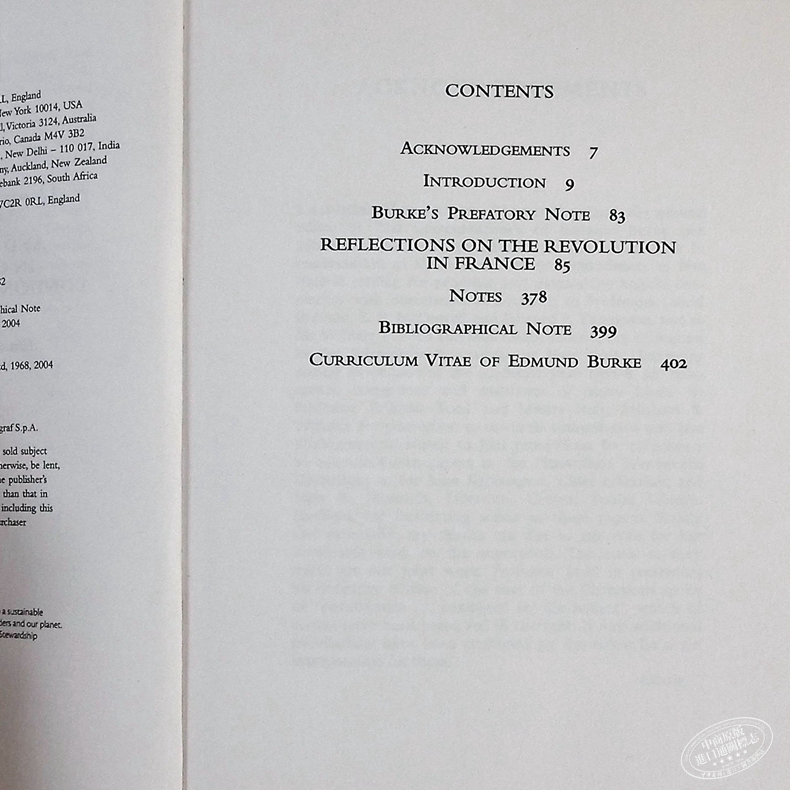 L, England
New York 10014, USA
, Victoria 3124, Australia
rio, Canada M4V 3B2
, New Delhi – 110 017, India
ny, Auckland, New Zealand
ebank 2196, South Africa
C2R 0RL, England
hical Note
2004
d, 1968, 2004
graf S.p.A.
sold subject
erwise, be lent,
e publisher's
than that in
including this
rchaser
a sustainable
ders and our planet.
Stewardship
CONTENTS
Acknowledgements 7
Introduction 9
Burke's Prefatory Note 83
REFLECTIONS ON THE REVOLUTION
IN FRANCE 85
Notes 378
Bibliographical Note 399
Curriculum Vitae of Edmund Burke 402